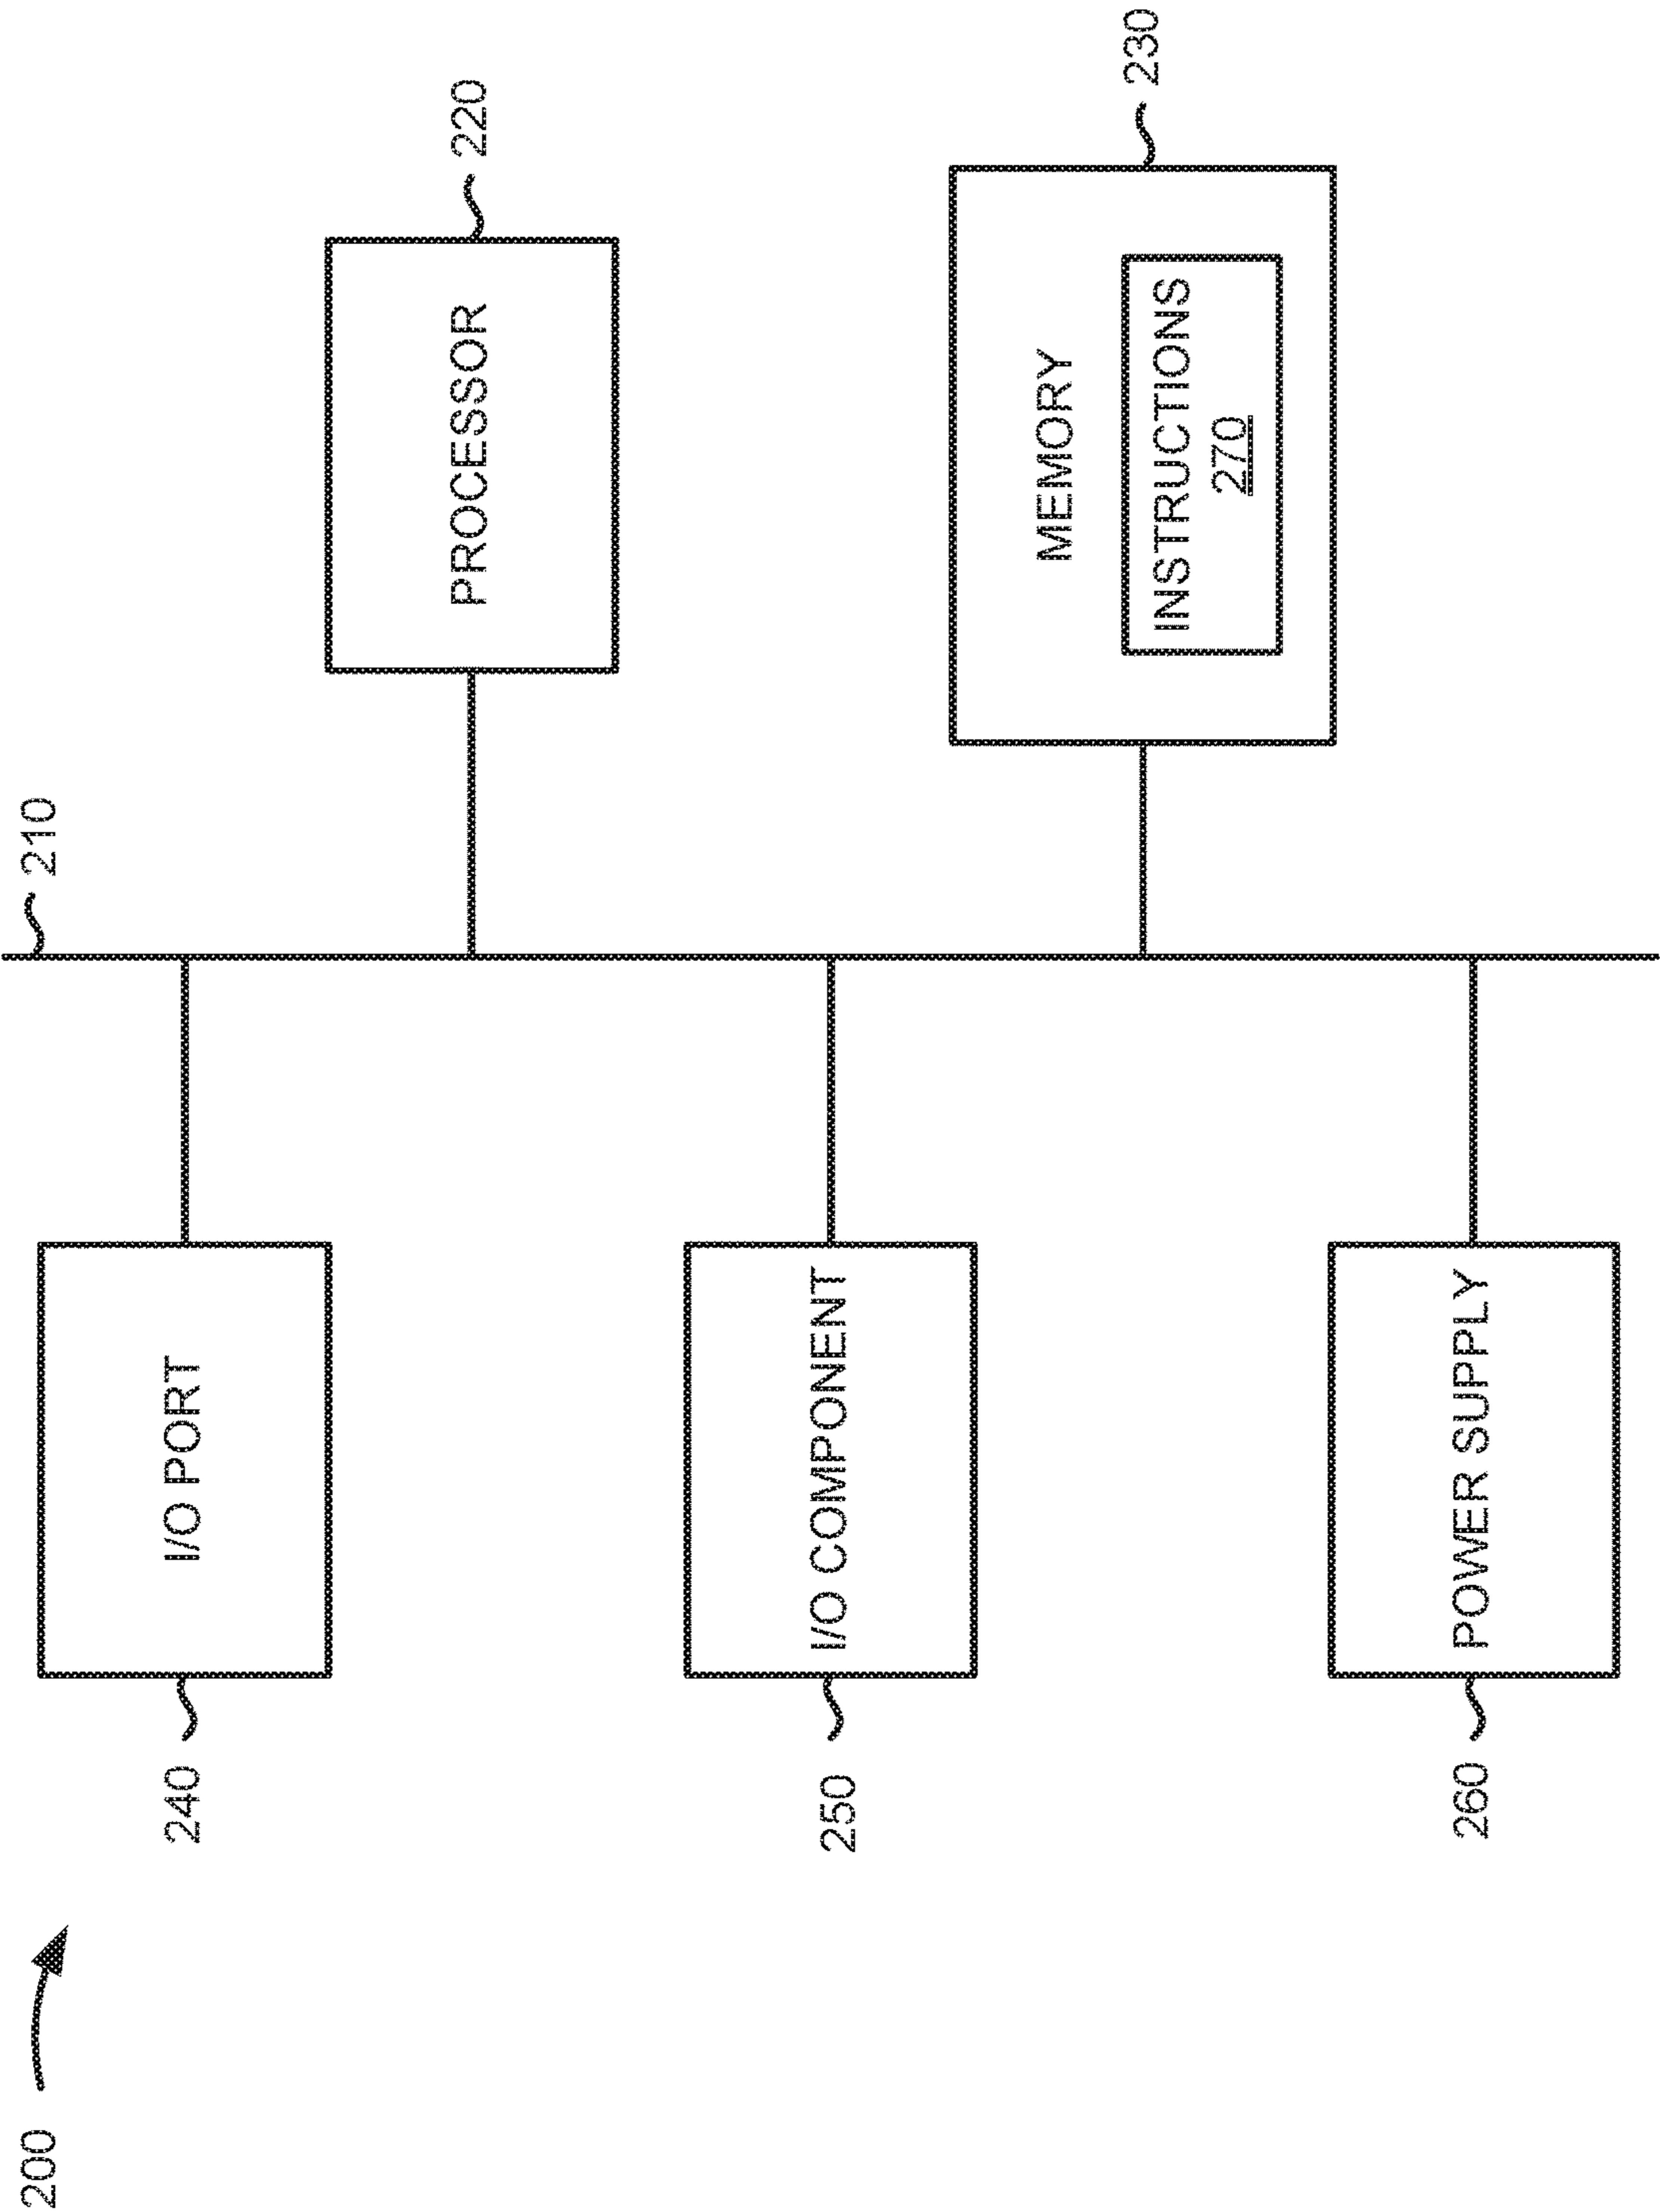 200
210
240
I/O PORT
PROCESSOR
220
250
I/O COMPONENT
MEMORY
230
INSTRUCTIONS
270
260
POWER SUPPLY